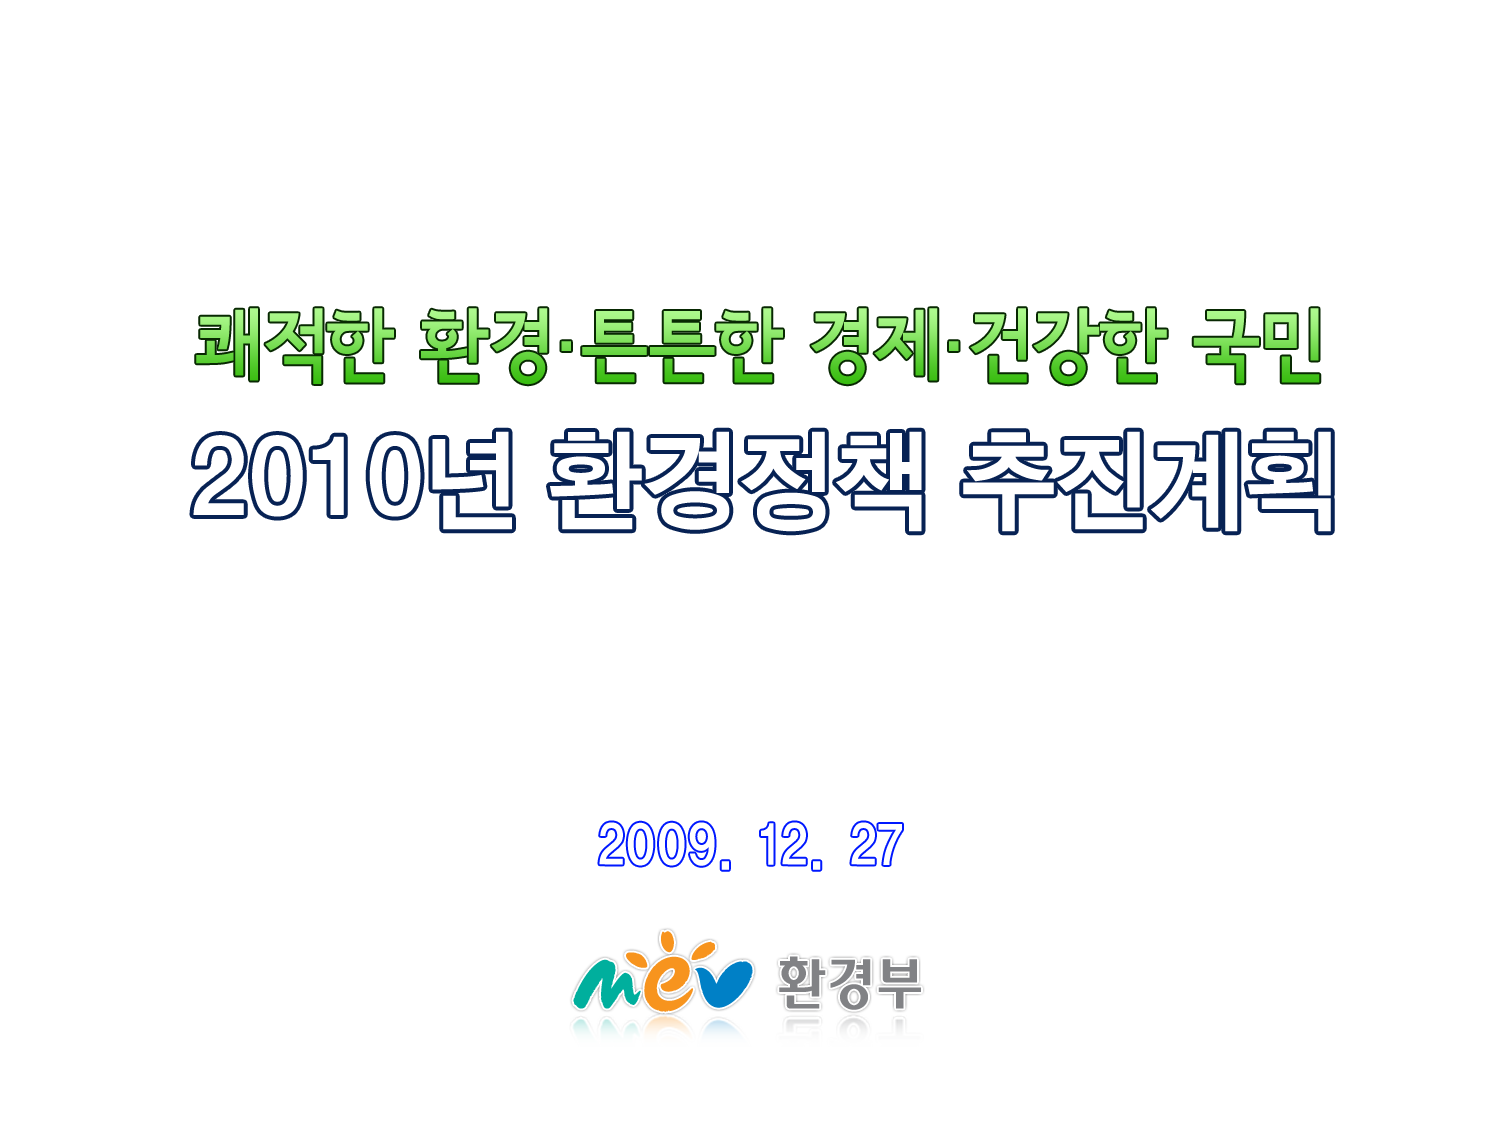 쾌적한 환경·튼튼한 경제·건강한 국민
2010년 환경정책 추진계획
2009. 12. 27
mev 환경부